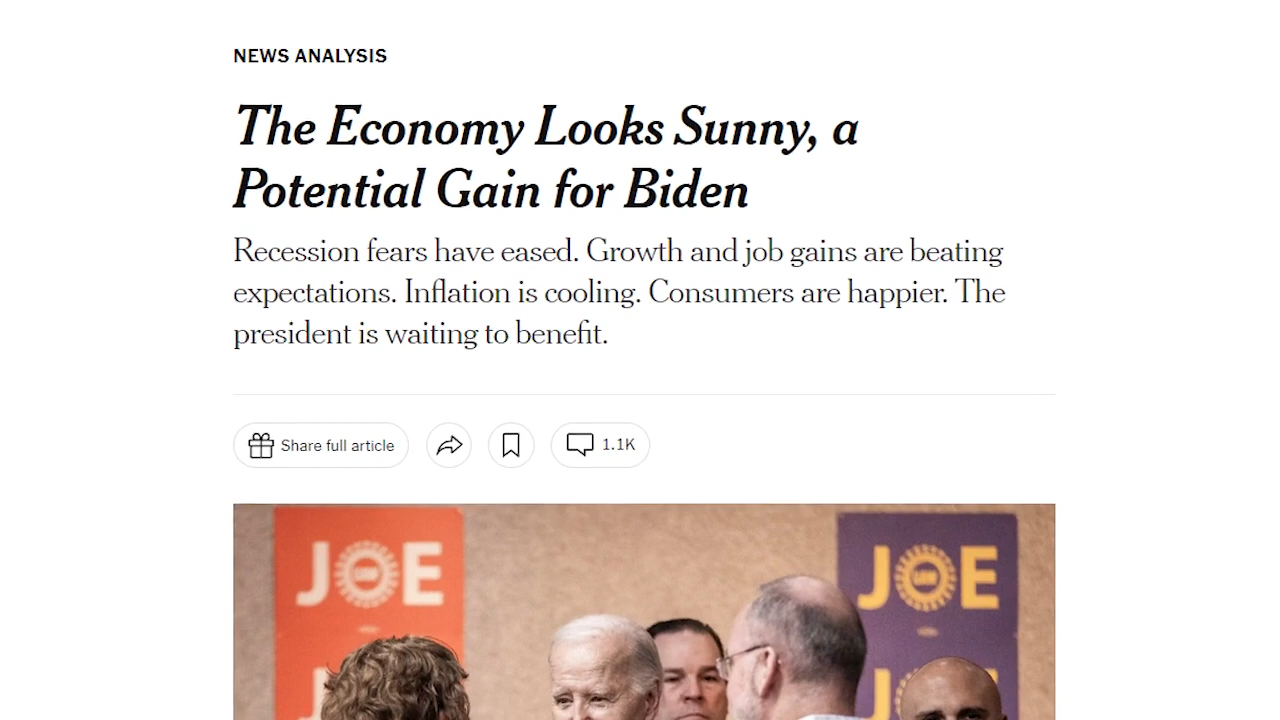 NEWS ANALYSIS
The Economy Looks Sunny, a
Potential Gain for Biden
Recession fears have eased. Growth and job gains are beating
expectations. Inflation is cooling. Consumers are happier. The
president is waiting to benefit.
Share full article
1.1K
JOE
JOE